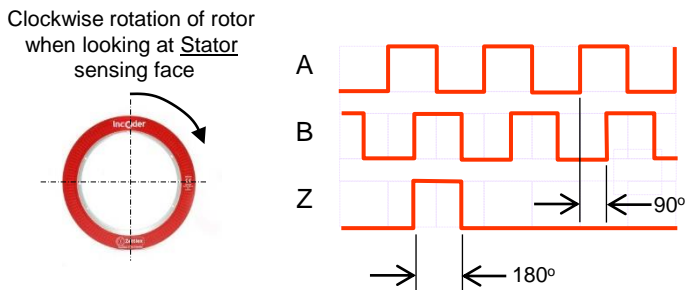 Clockwise rotation of rotor
when looking at Stator
sensing face
Incoder
A
B
Z
90º
180º